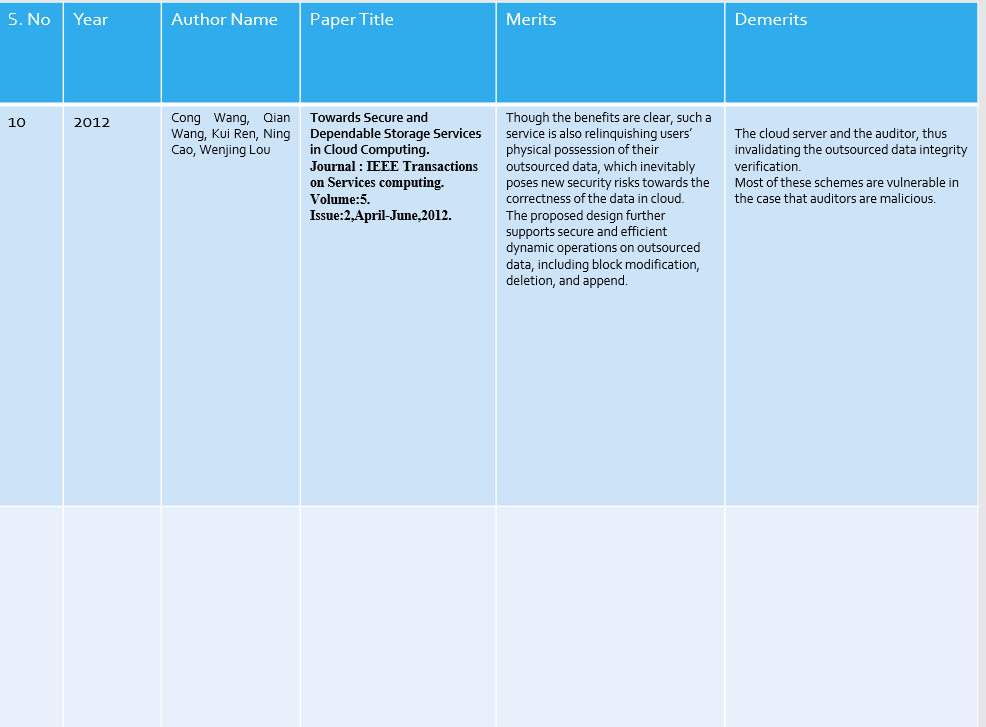 S. No
Year
Author Name
Paper Title
Merits
Demerits
10
2012
Cong Wang, Qian
Wang, Kui Ren, Ning
Cao, Wenjing Lou
Towards Secure and
Dependable Storage Services
in Cloud Computing.
Journal : IEEE Transactions
on Services computing.
Volume:5.
Issue:2,April-June,2012.
Though the benefits are clear, such a
service is also relinquishing users’
physical possession of their
outsourced data, which inevitably
poses new security risks towards the
correctness of the data in cloud.
The proposed design further
supports secure and efficient
dynamic operations on outsourced
data, including block modification,
deletion, and append.
The cloud server and the auditor, thus
invalidating the outsourced data integrity
verification.
Most of these schemes are vulnerable in
the case that auditors are malicious.